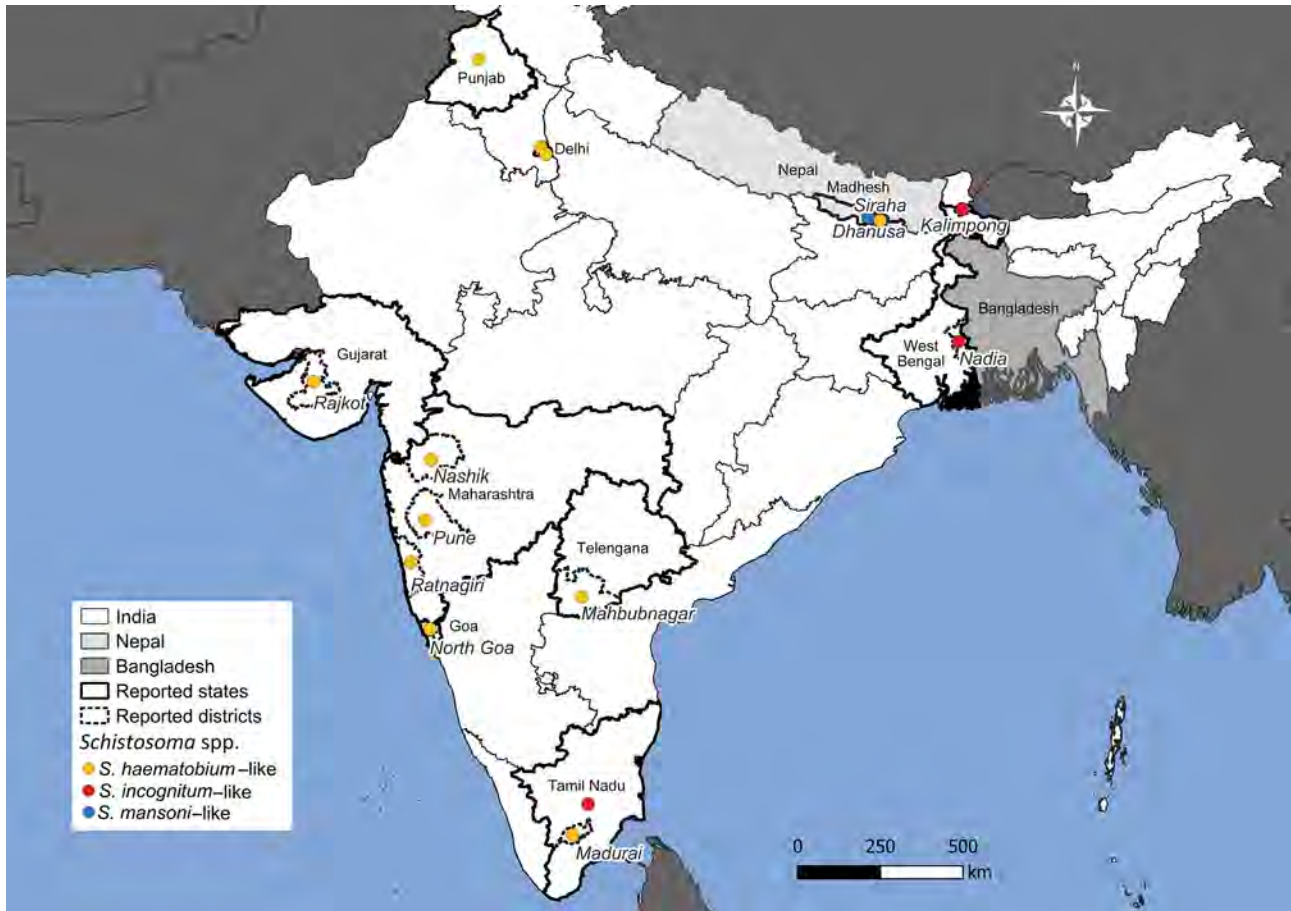 N
Punjab
Delhi
Nepal
Madhesh
Siraha
Dhanusa
Kalimpong
Bangladesh
West
Bengal
Nadia
Gujarat
Rajkot
Nashik
Maharashtra
Pune
Telengana
Ratnagiri
Mahbubnagar
Goa
North Goa
Tamil Nadu
Madurai
India
Nepal
Bangladesh
Reported states
Reported districts
Schistosoma spp.
S. haematobium–like
S. incognitum–like
S. mansoni–like
0 250 500
km